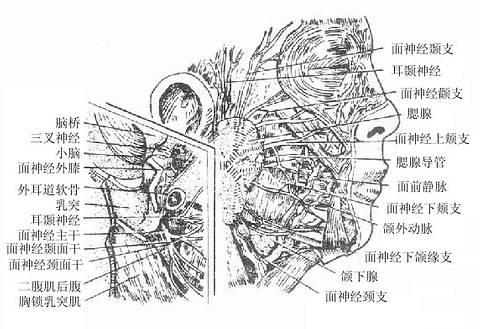 脑桥
三叉神经
小脑
面神经外膝
外耳道软骨
乳突
耳颞神经
面神经主干
面神经颞面干
面神经颈面干
二腹肌后腹
胸锁乳突肌
面神经颞支
耳颞神经
面神经颧支
腮腺
面神经上颊支
腮腺导管
面前静脉
面神经下颊支
颌外动脉
面神经下颌缘支
颌下腺
面神经颈支